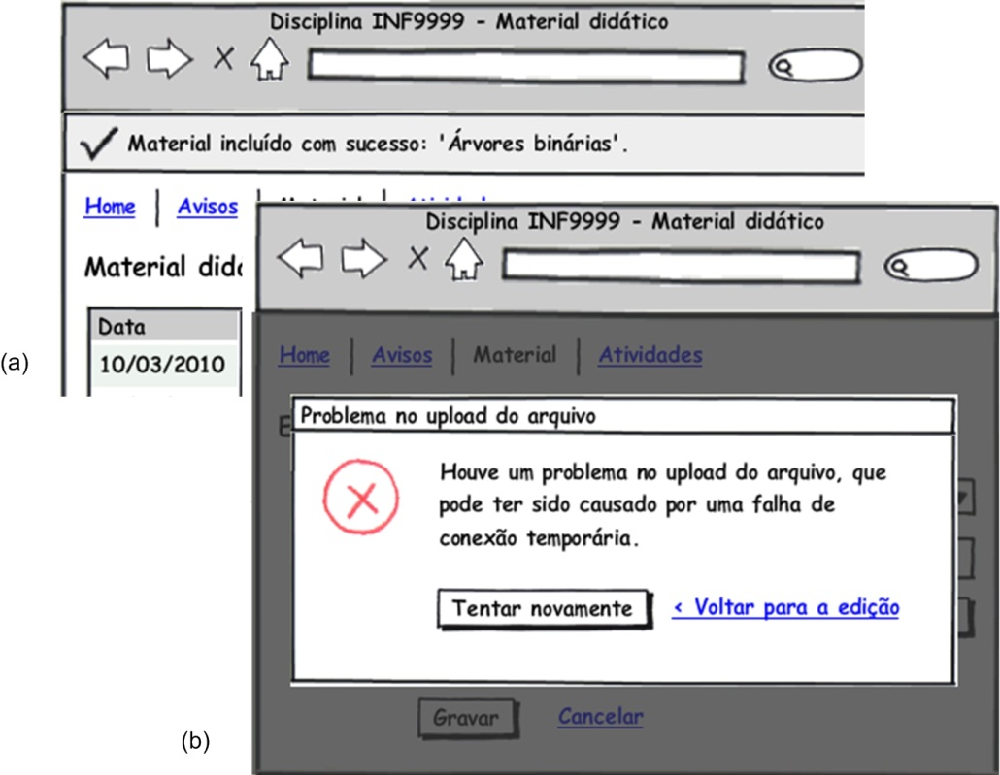 Disciplina INF9999 - Material didático
Material incluído com sucesso: 'Árvores binárias'.
Home Avisos
Material
Data
10/03/2010
(a)
Disciplina INF9999 - Material didático
Home Avisos Material Atividades
E
Problema no upload do arquivo
Houve um problema no upload do arquivo, que
pode ter sido causado por uma falha de
conexão temporária.
Tentar novamente < Voltar para a edição
Gravar Cancelar
(b)